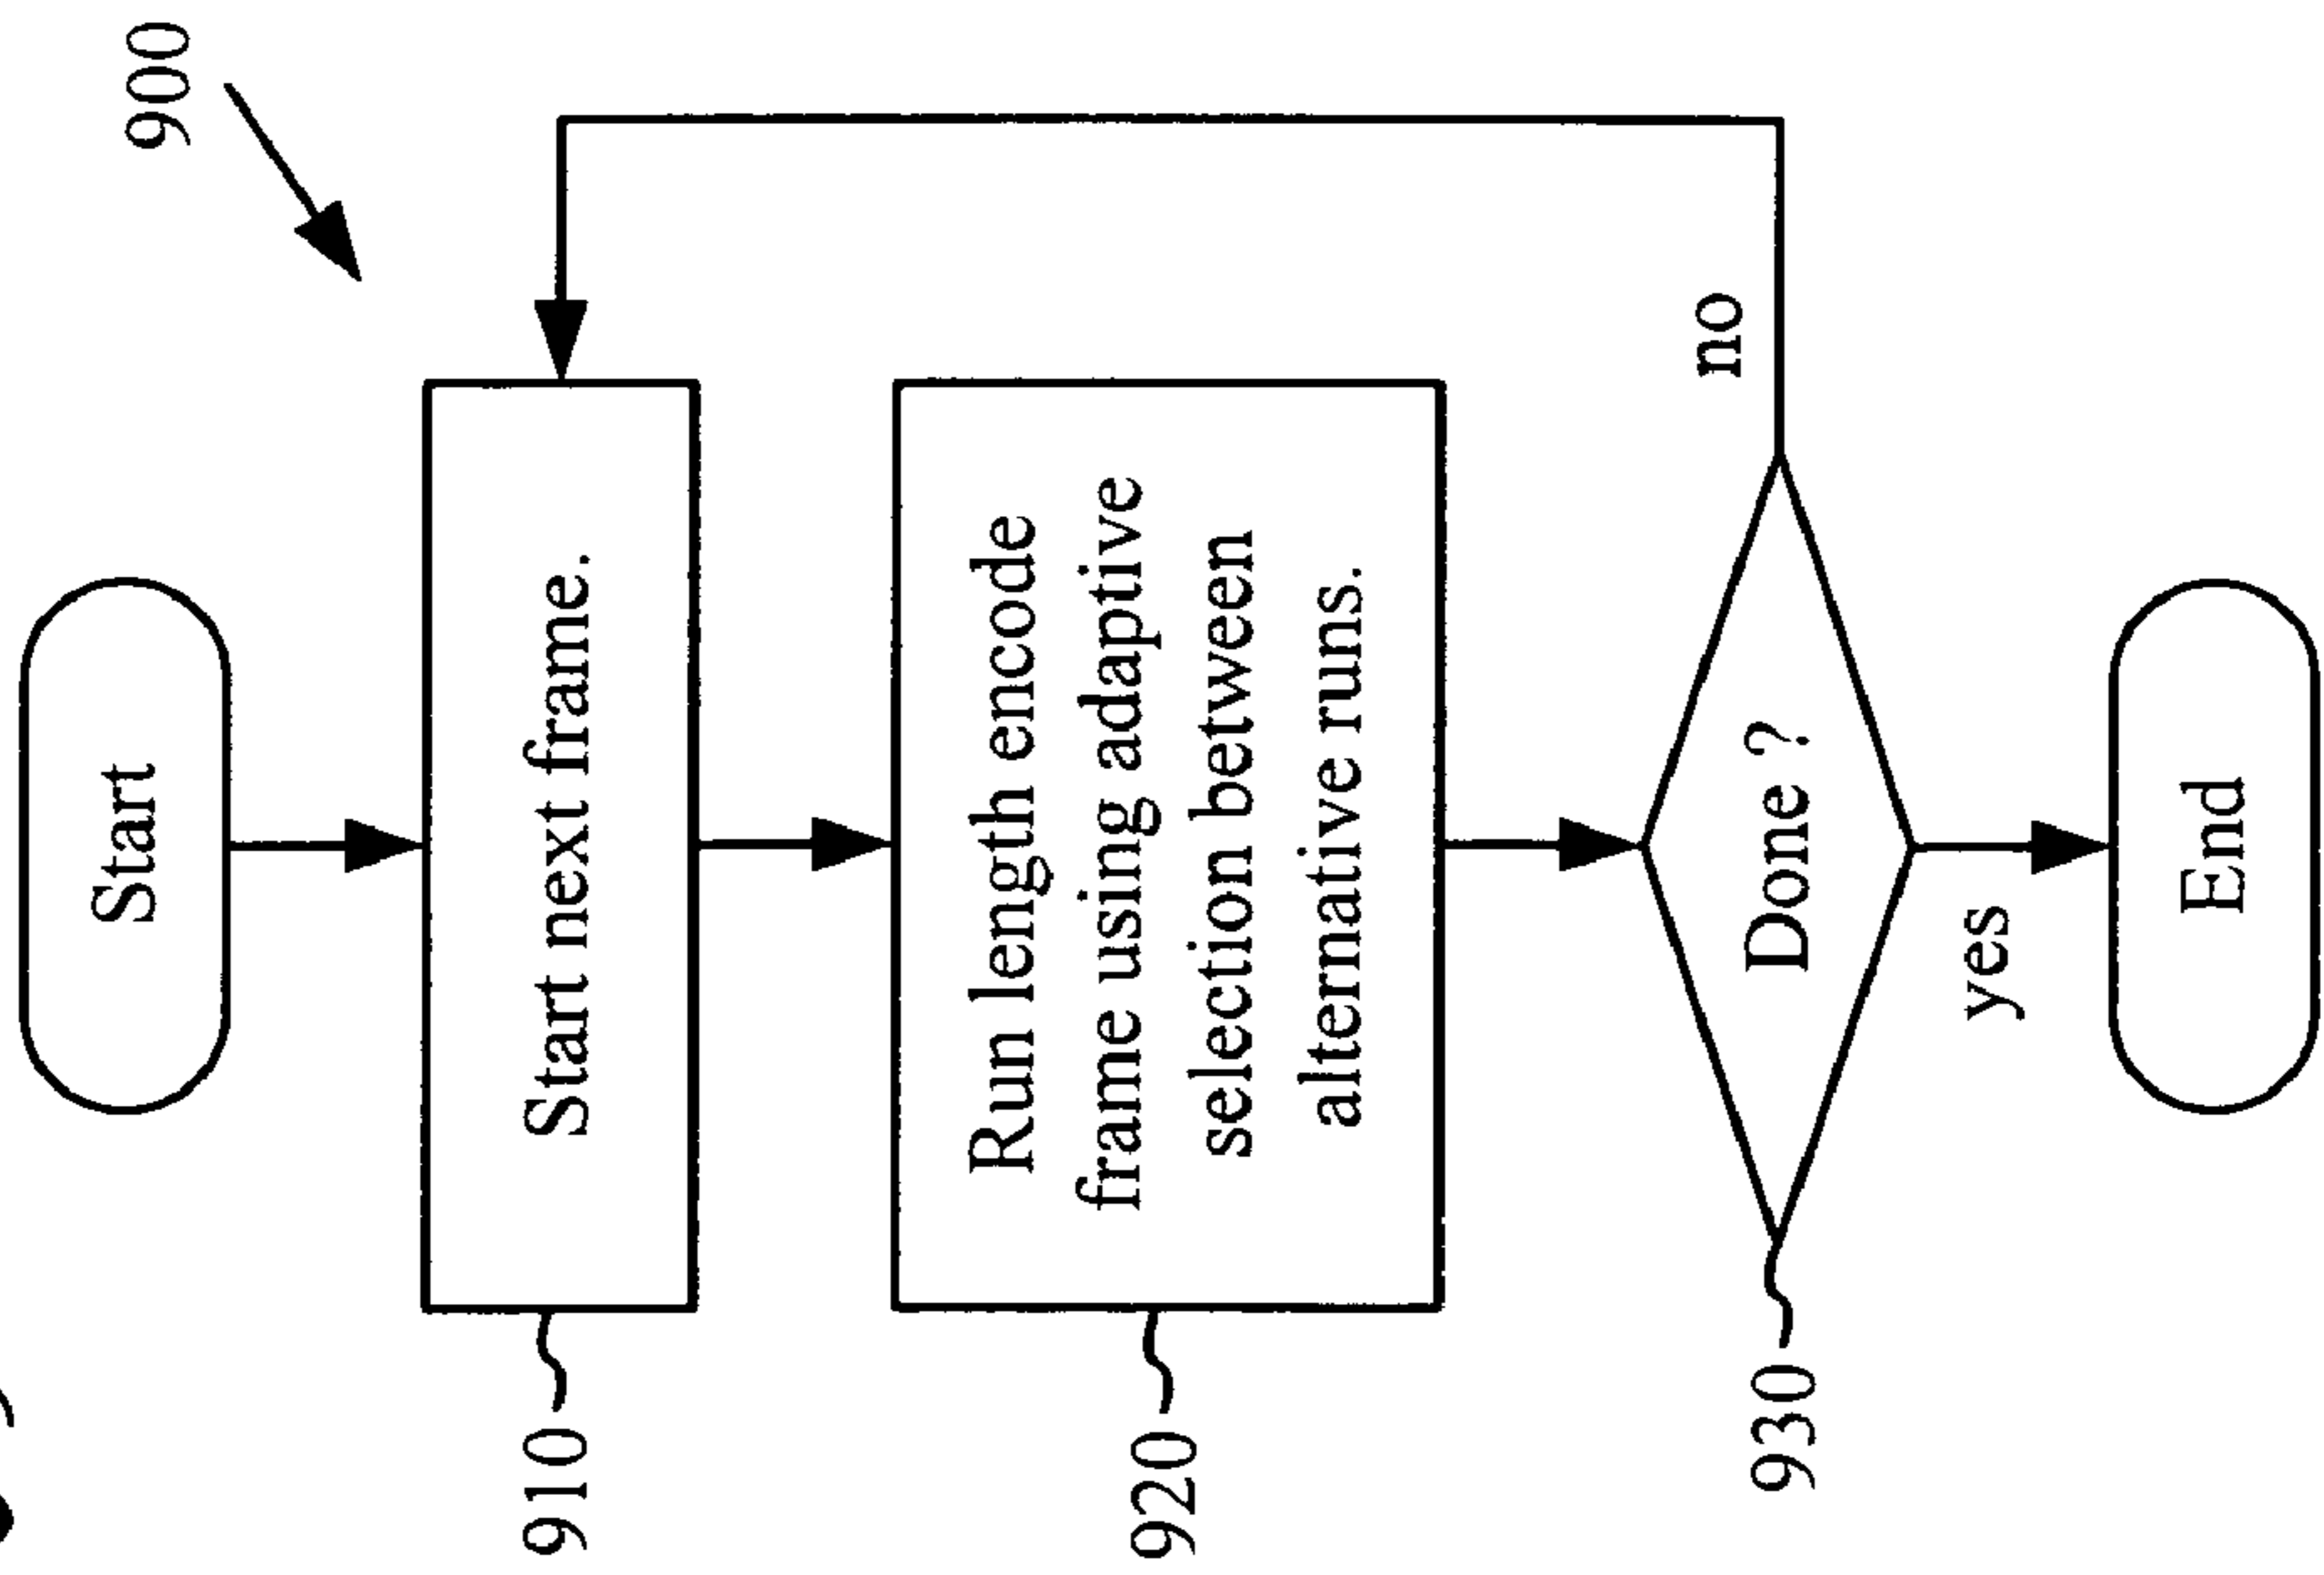 900
Start
910
Start next frame.
920
Run length encode
frame using adaptive
selection between
alternative runs.
930
Done ?
no
yes
End